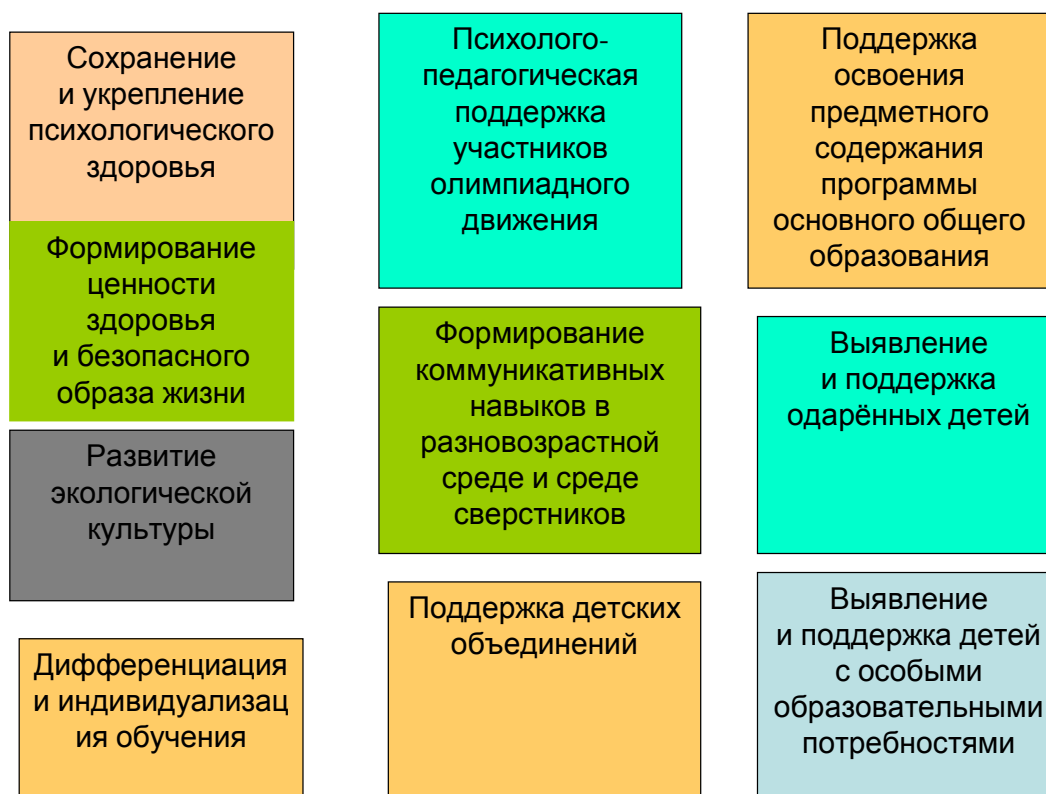 Сохранение
и укрепление
психологического
здоровья
Формирование
ценности
здоровья
и безопасного
образа жизни
Развитие
экологической
культуры
Дифференциация
и индивидуализац
ия обучения
Психолого-
педагогическая
поддержка
участников
олимпиадного
движения
Формирование
коммуникативных
навыков в
разновозрастной
среде и среде
сверстников
Поддержка детских
объединений
Поддержка
освоения
предметного
содержания
программы
основного общего
образования
Выявление
и поддержка
одарённых детей
Выявление
и поддержка детей
с особыми
образовательными
потребностями